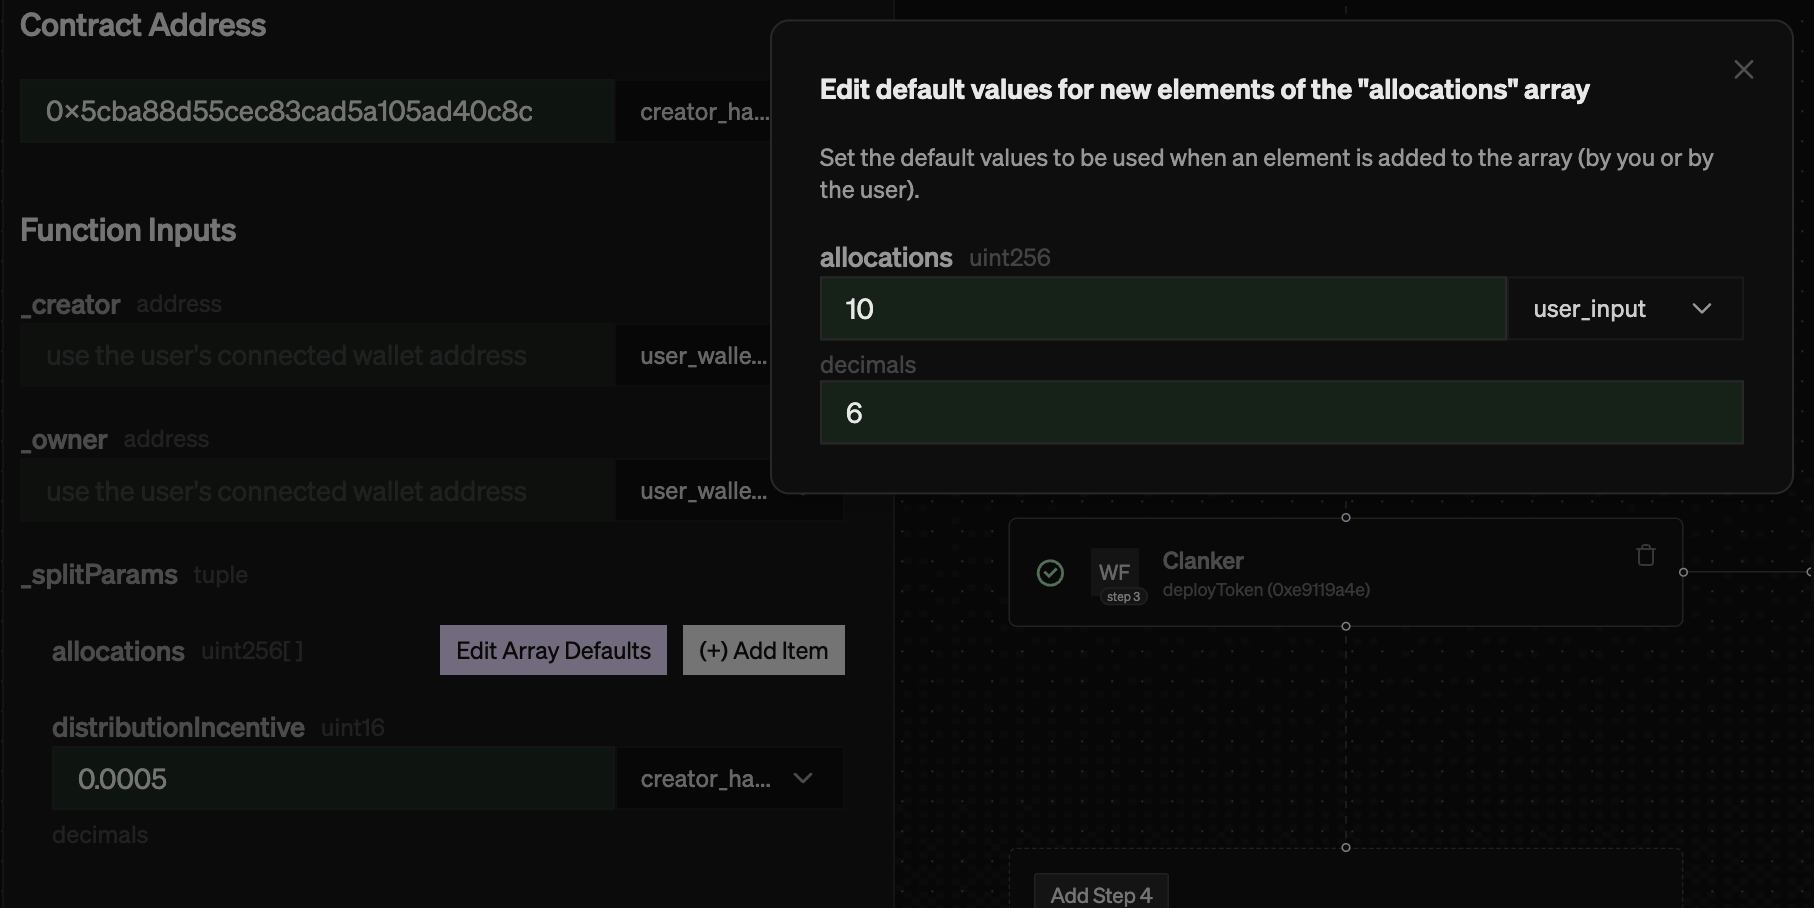 Contract Address
0×5cba88d55cec83cad5a105ad40c8c
creator_ha...
Function Inputs
_creator address
use the user's connected wallet address
user_walle...
_owner address
use the user's connected wallet address
user_walle...
_splitParams tuple
allocations uint256[]
Edit Array Defaults
(+) Add Item
distributionIncentive uint16
0.0005
creator_ha...
decimals
Edit default values for new elements of the "allocations" array
Set the default values to be used when an element is added to the array (by you or by
the user).
allocations uint256
10
user_input
decimals
6
WF
step 3
Clanker
deployToken (0xe9119a4e)
Add Step 4